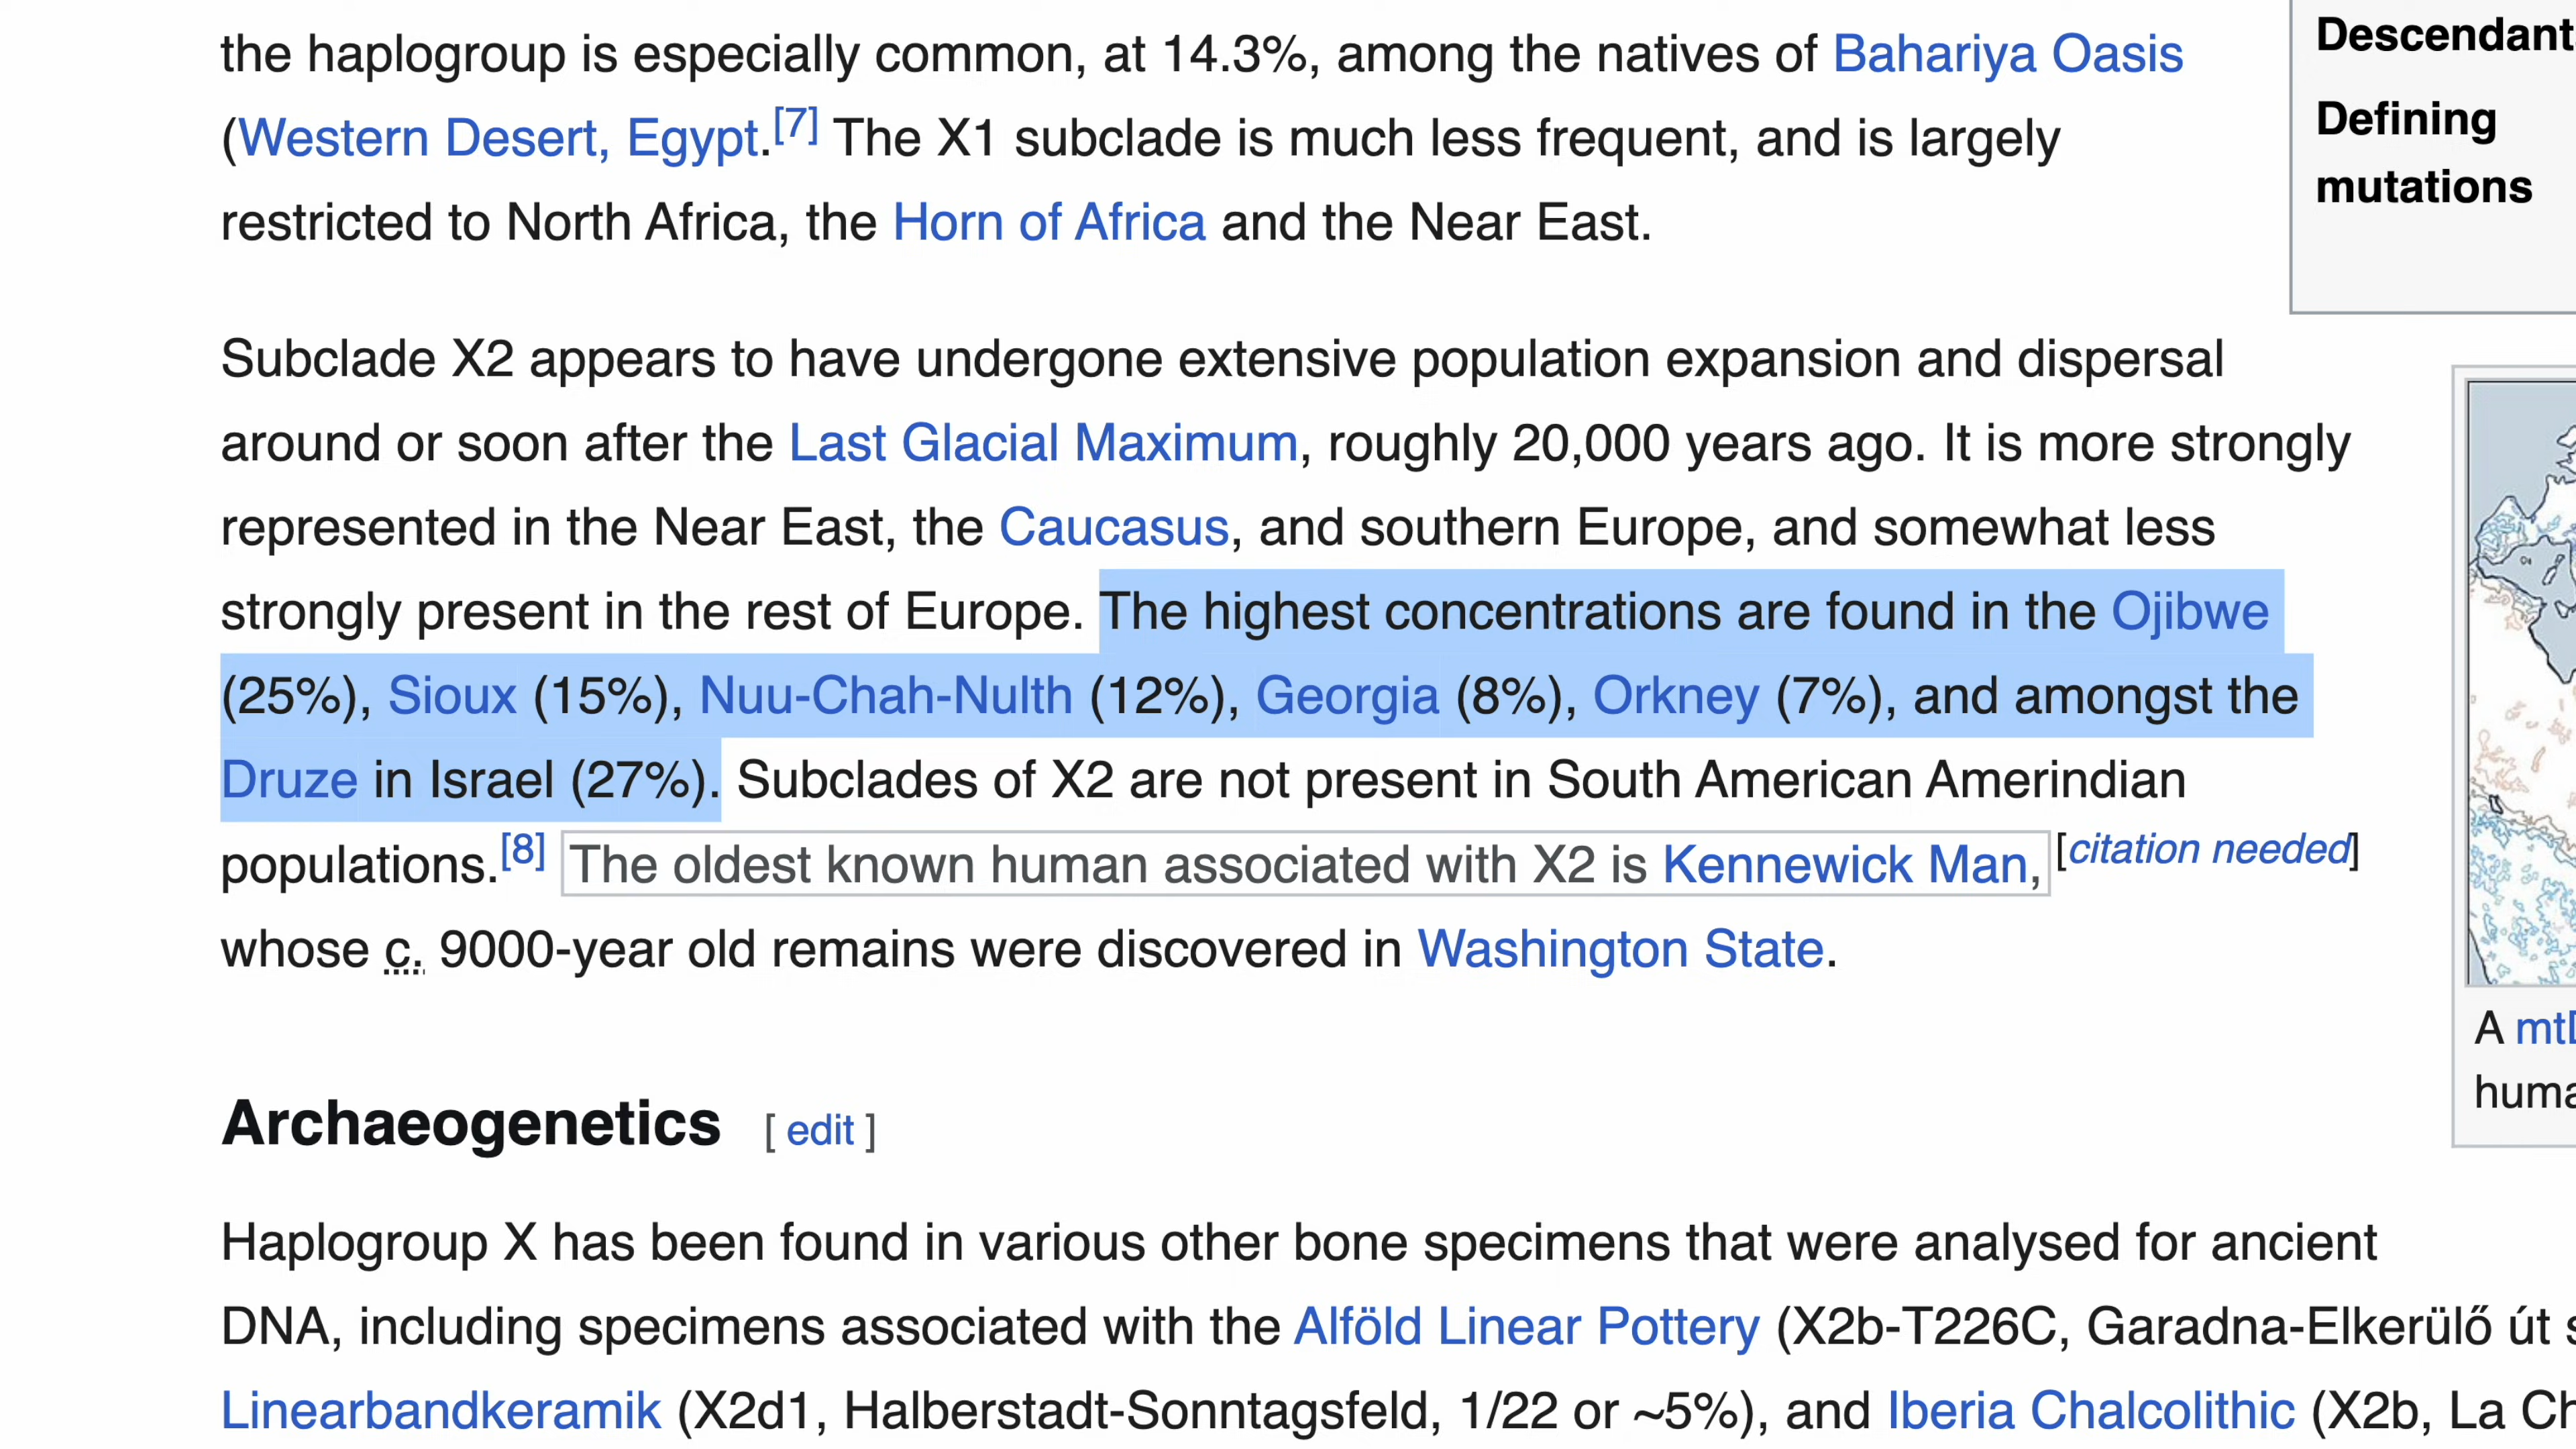 the haplogroup is especially common, at 14.3%, among the natives of Bahariya Oasis
(Western Desert, Egypt.[7] The X1 subclade is much less frequent, and is largely
restricted to North Africa, the Horn of Africa and the Near East.
Subclade X2 appears to have undergone extensive population expansion and dispersal
around or soon after the Last Glacial Maximum, roughly 20,000 years ago. It is more strongly
represented in the Near East, the Caucasus, and southern Europe, and somewhat less
strongly present in the rest of Europe. The highest concentrations are found in the Ojibwe
(25%), Sioux (15%), Nuu-Chah-Nulth (12%), Georgia (8%), Orkney (7%), and amongst the
Druze in Israel (27%). Subclades of X2 are not present in South American Amerindian
populations.[8] The oldest known human associated with X2 is Kennewick Man, [citation needed]
whose c. 9000-year old remains were discovered in Washington State.
Archaeogenetics [ edit ]
Haplogroup X has been found in various other bone specimens that were analysed for ancient
DNA, including specimens associated with the Alföld Linear Pottery (X2b-T226C, Garadna-Elkerülő út
Linearbandkeramik (X2d1, Halberstadt-Sonntagsfeld, 1/22 or ~5%), and Iberia Chalcolithic (X2b, La
Descendant
Defining
mutations
A